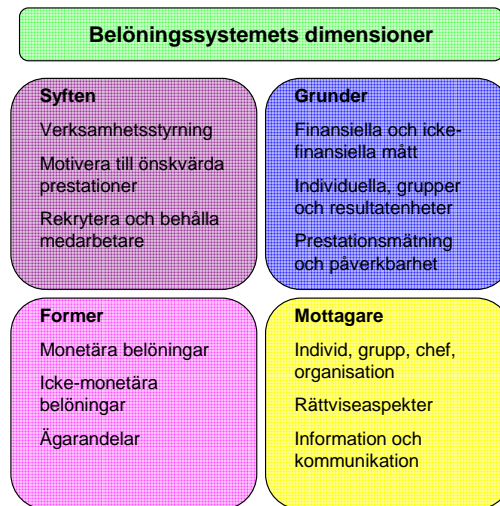 Belöningssystemets dimensioner
Syften
Verksamhetsstyrning
Motivera till önskvärda
prestationer
Rekrytera och behålla
medarbetare
Grunder
Finansiella och icke-
finansiella mått
Individuella, grupper
och resultatenheter
Prestationsmätning
och påverkbarhet
Former
Monetära belöningar
Icke-monetära
belöningar
Ägarandelar
Mottagare
Individ, grupp, chef,
organisation
Rättviseaspekter
Information och
kommunikation